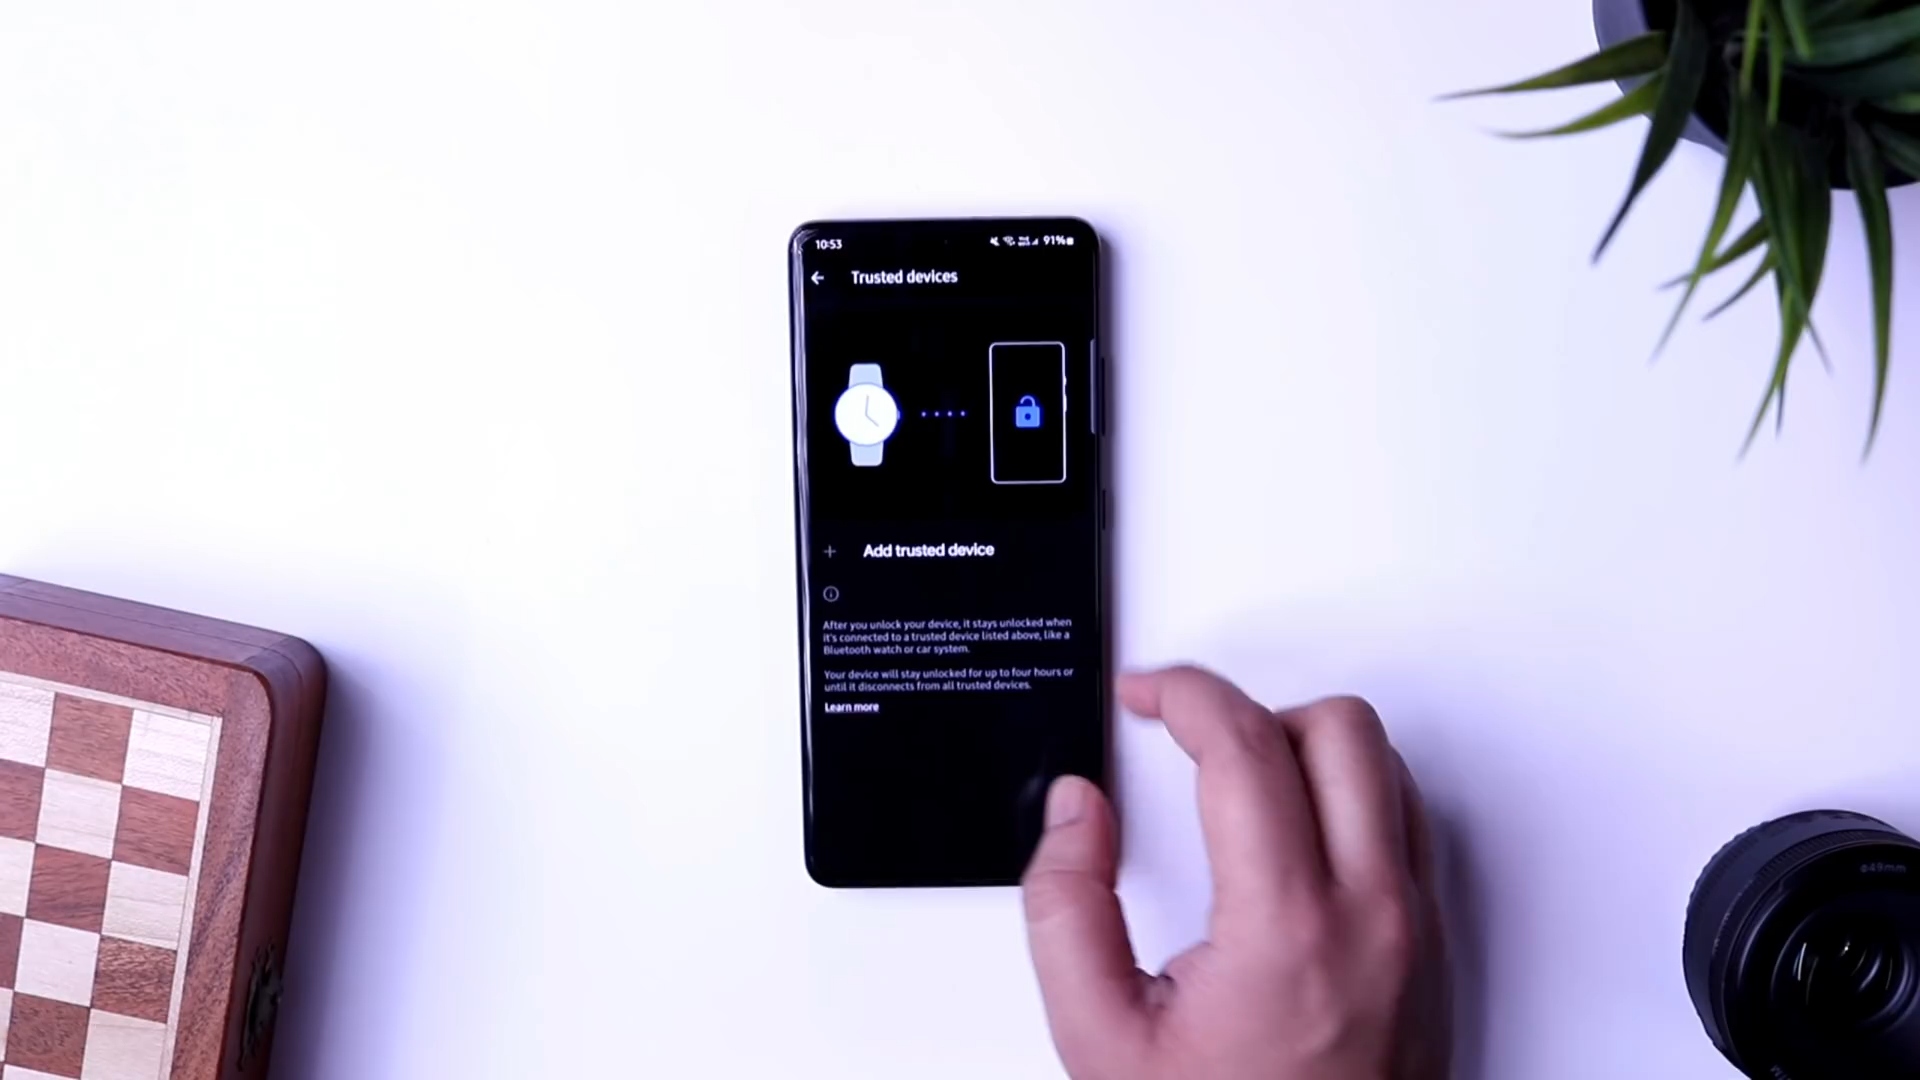 10:53
91%
Trusted devices
Add trusted device
After you unlock your device, it stays unlocked when
it's connected to a trusted device listed above, like a
Bluetooth watch or car system.
Your device will stay unlocked for up to four hours or
until it disconnects from all trusted devices.
Learn more
ø49mm